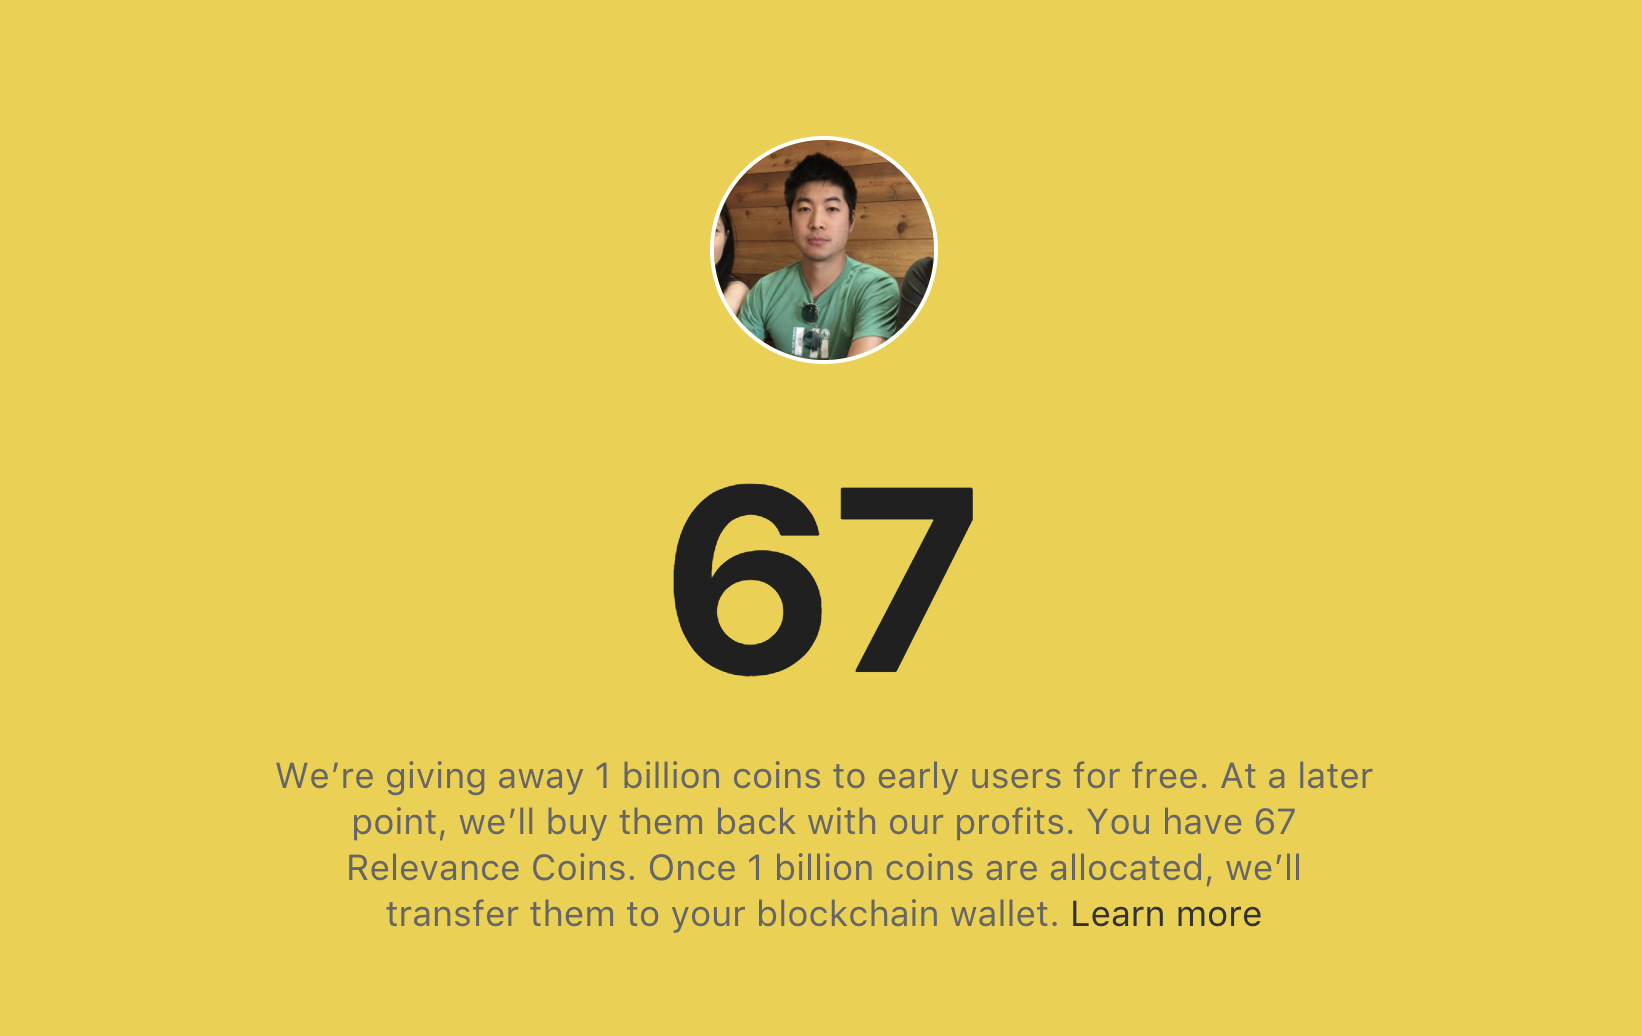 67
We’re giving away 1 billion coins to early users for free. At a later
point, we’ll buy them back with our profits. You have 67
Relevance Coins. Once 1 billion coins are allocated, we’ll
transfer them to your blockchain wallet. Learn more